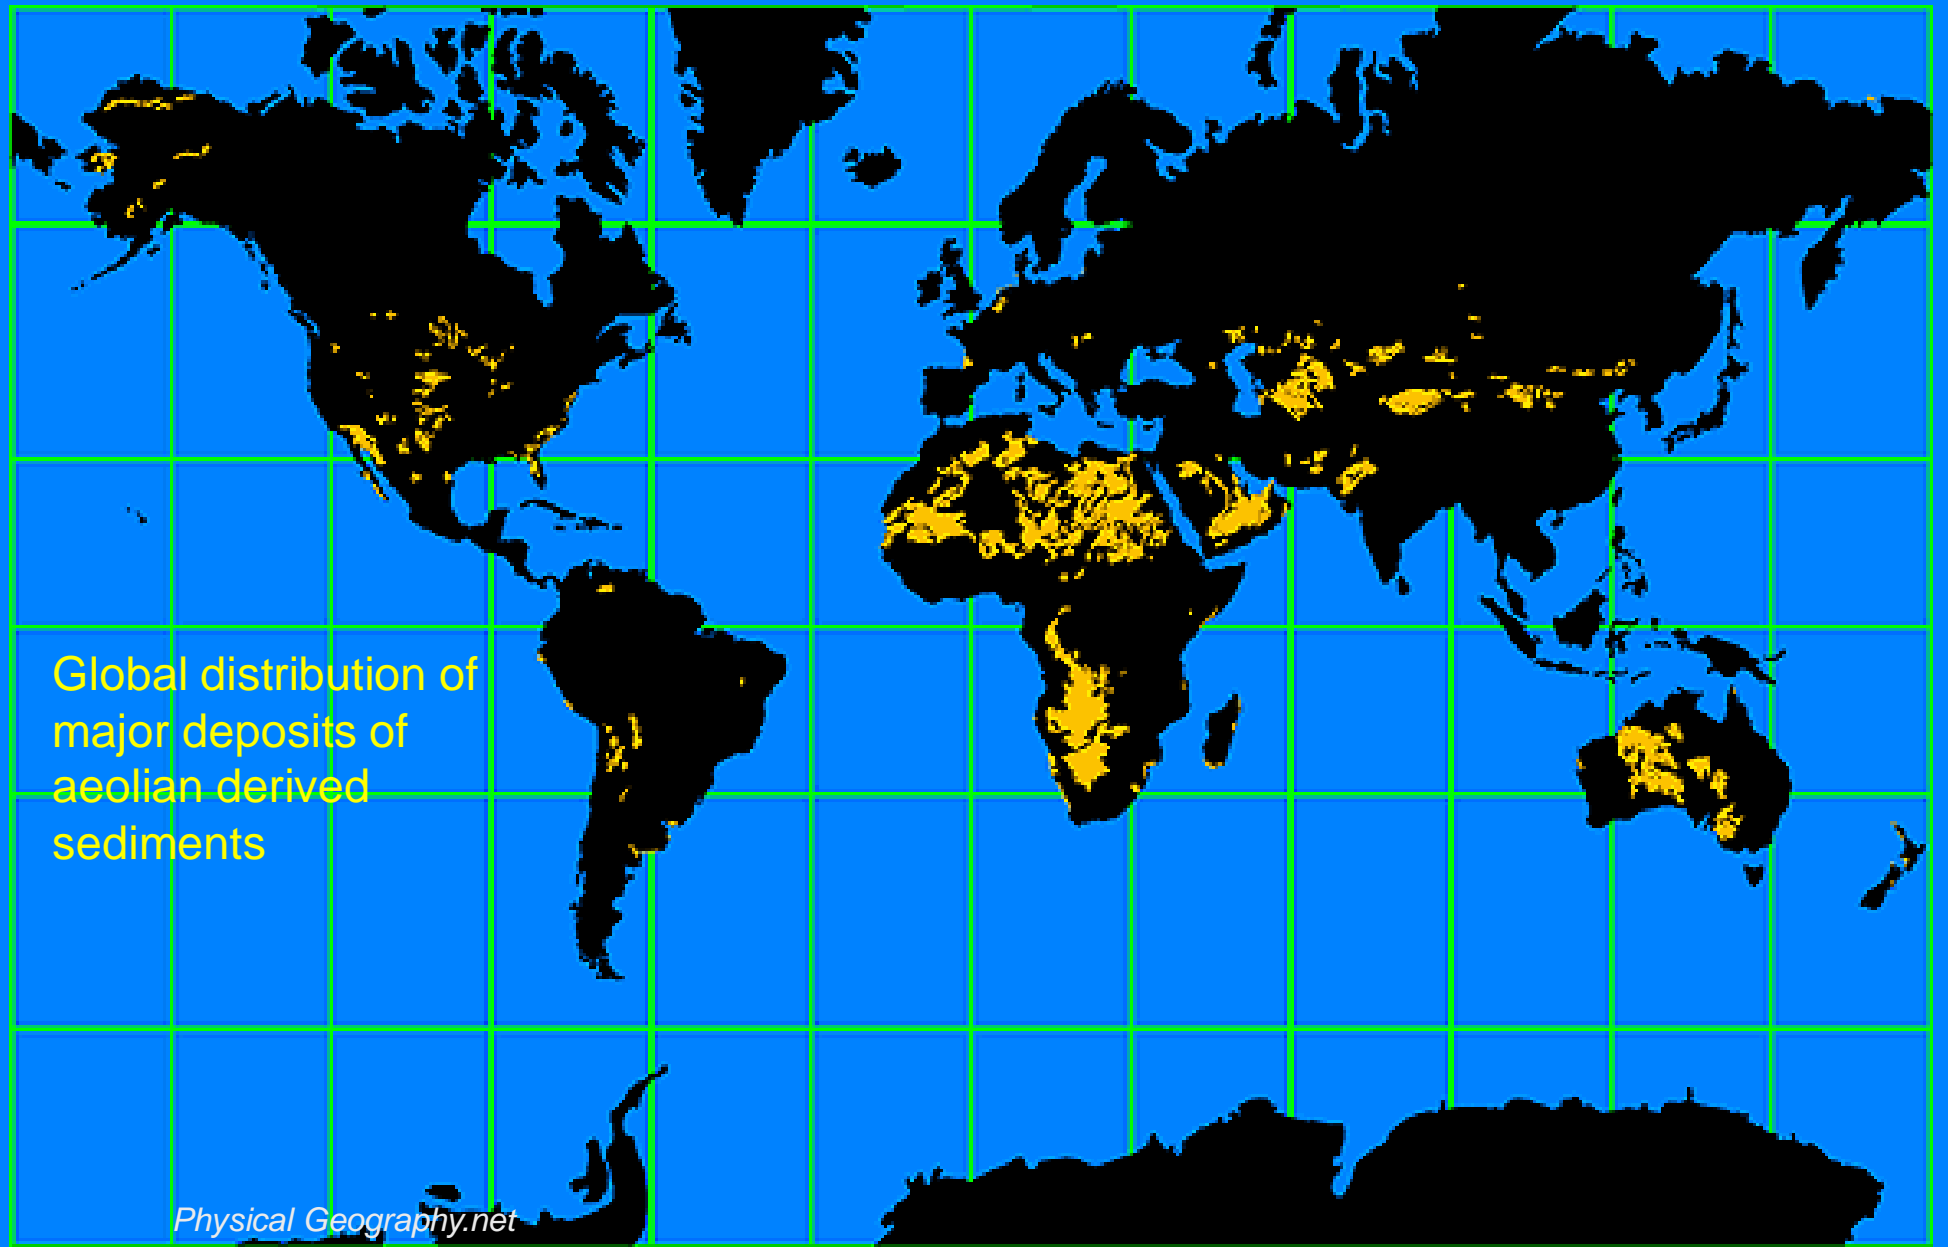 Global distribution of
major deposits of
aeolian derived
sediments
Physical Geography.net